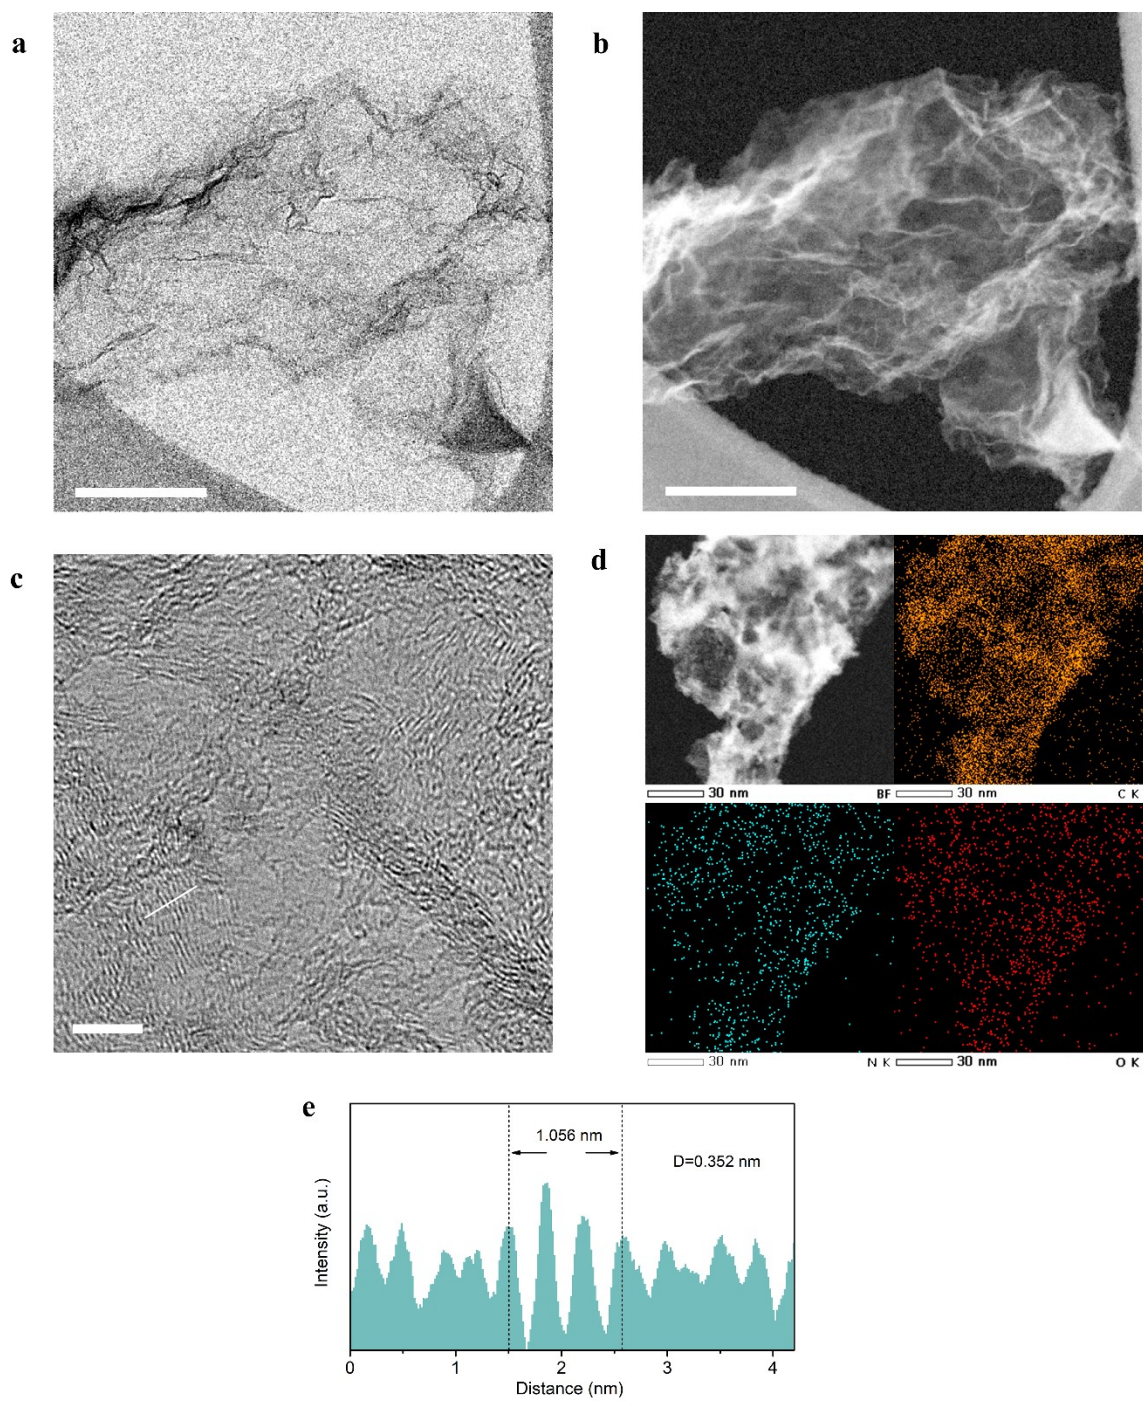 a
b
c
d
30 nm BF 30 nm C K
30 nm N K 30 nm O K
e
1.056 nm
D=0.352 nm
Intensity (a.u.)
0 1 2 3 4
Distance (nm)